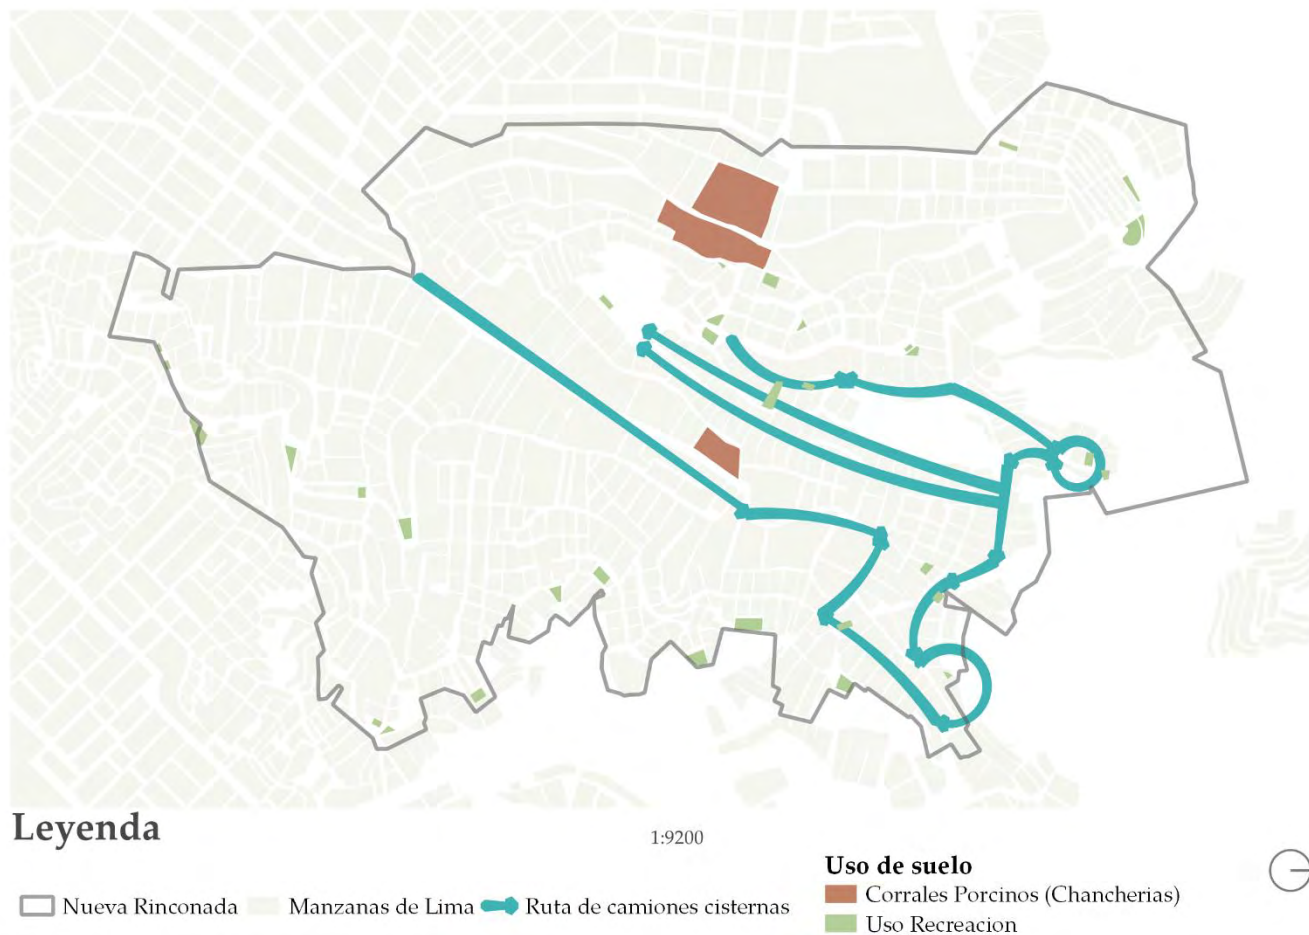 Leyenda
1:9200
Nueva Rinconada
Manzanas de Lima
Ruta de camiones cisternas
Uso de suelo
Corrales Porcinos (Chancherias)
Uso Recreacion